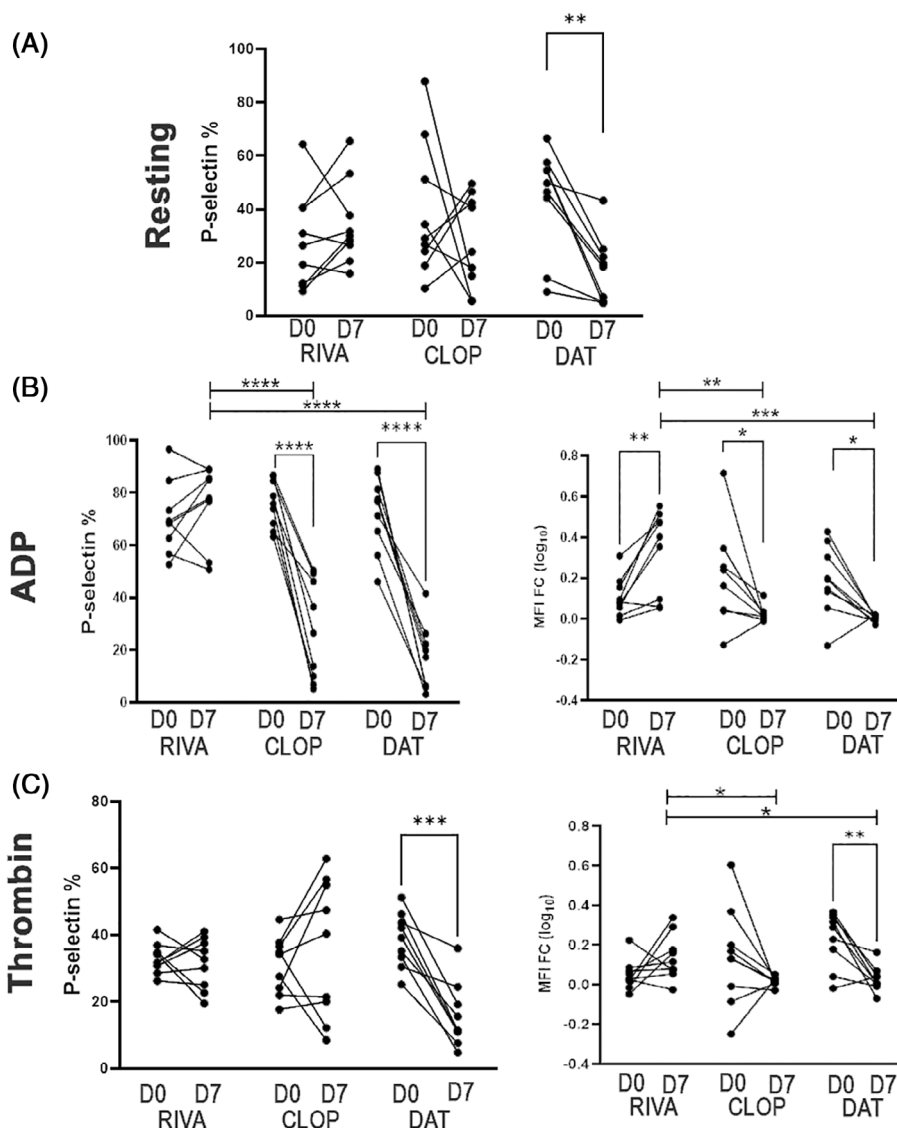 (A)
**
Resting
P-selectin %
100
80
60
40
20
0
D0 D7 D0 D7 D0 D7
RIVA CLOP DAT
(B)
****
****
**** ****
ADP
P-selectin %
100
80
60
40
20
0
D0 D7 D0 D7 D0 D7
RIVA CLOP DAT
**
***
** * *
MFI FC (log10)
0.8
0.6
0.4
0.2
0.0
-0.2
-0.4
D0 D7 D0 D7 D0 D7
RIVA CLOP DAT
(C)
***
Thrombin
P-selectin %
80
60
40
20
0
D0 D7 D0 D7 D0 D7
RIVA CLOP DAT
*
*
**
MFI FC (log10)
0.8
0.6
0.4
0.2
0.0
-0.2
-0.4
D0 D7 D0 D7 D0 D7
RIVA CLOP DAT